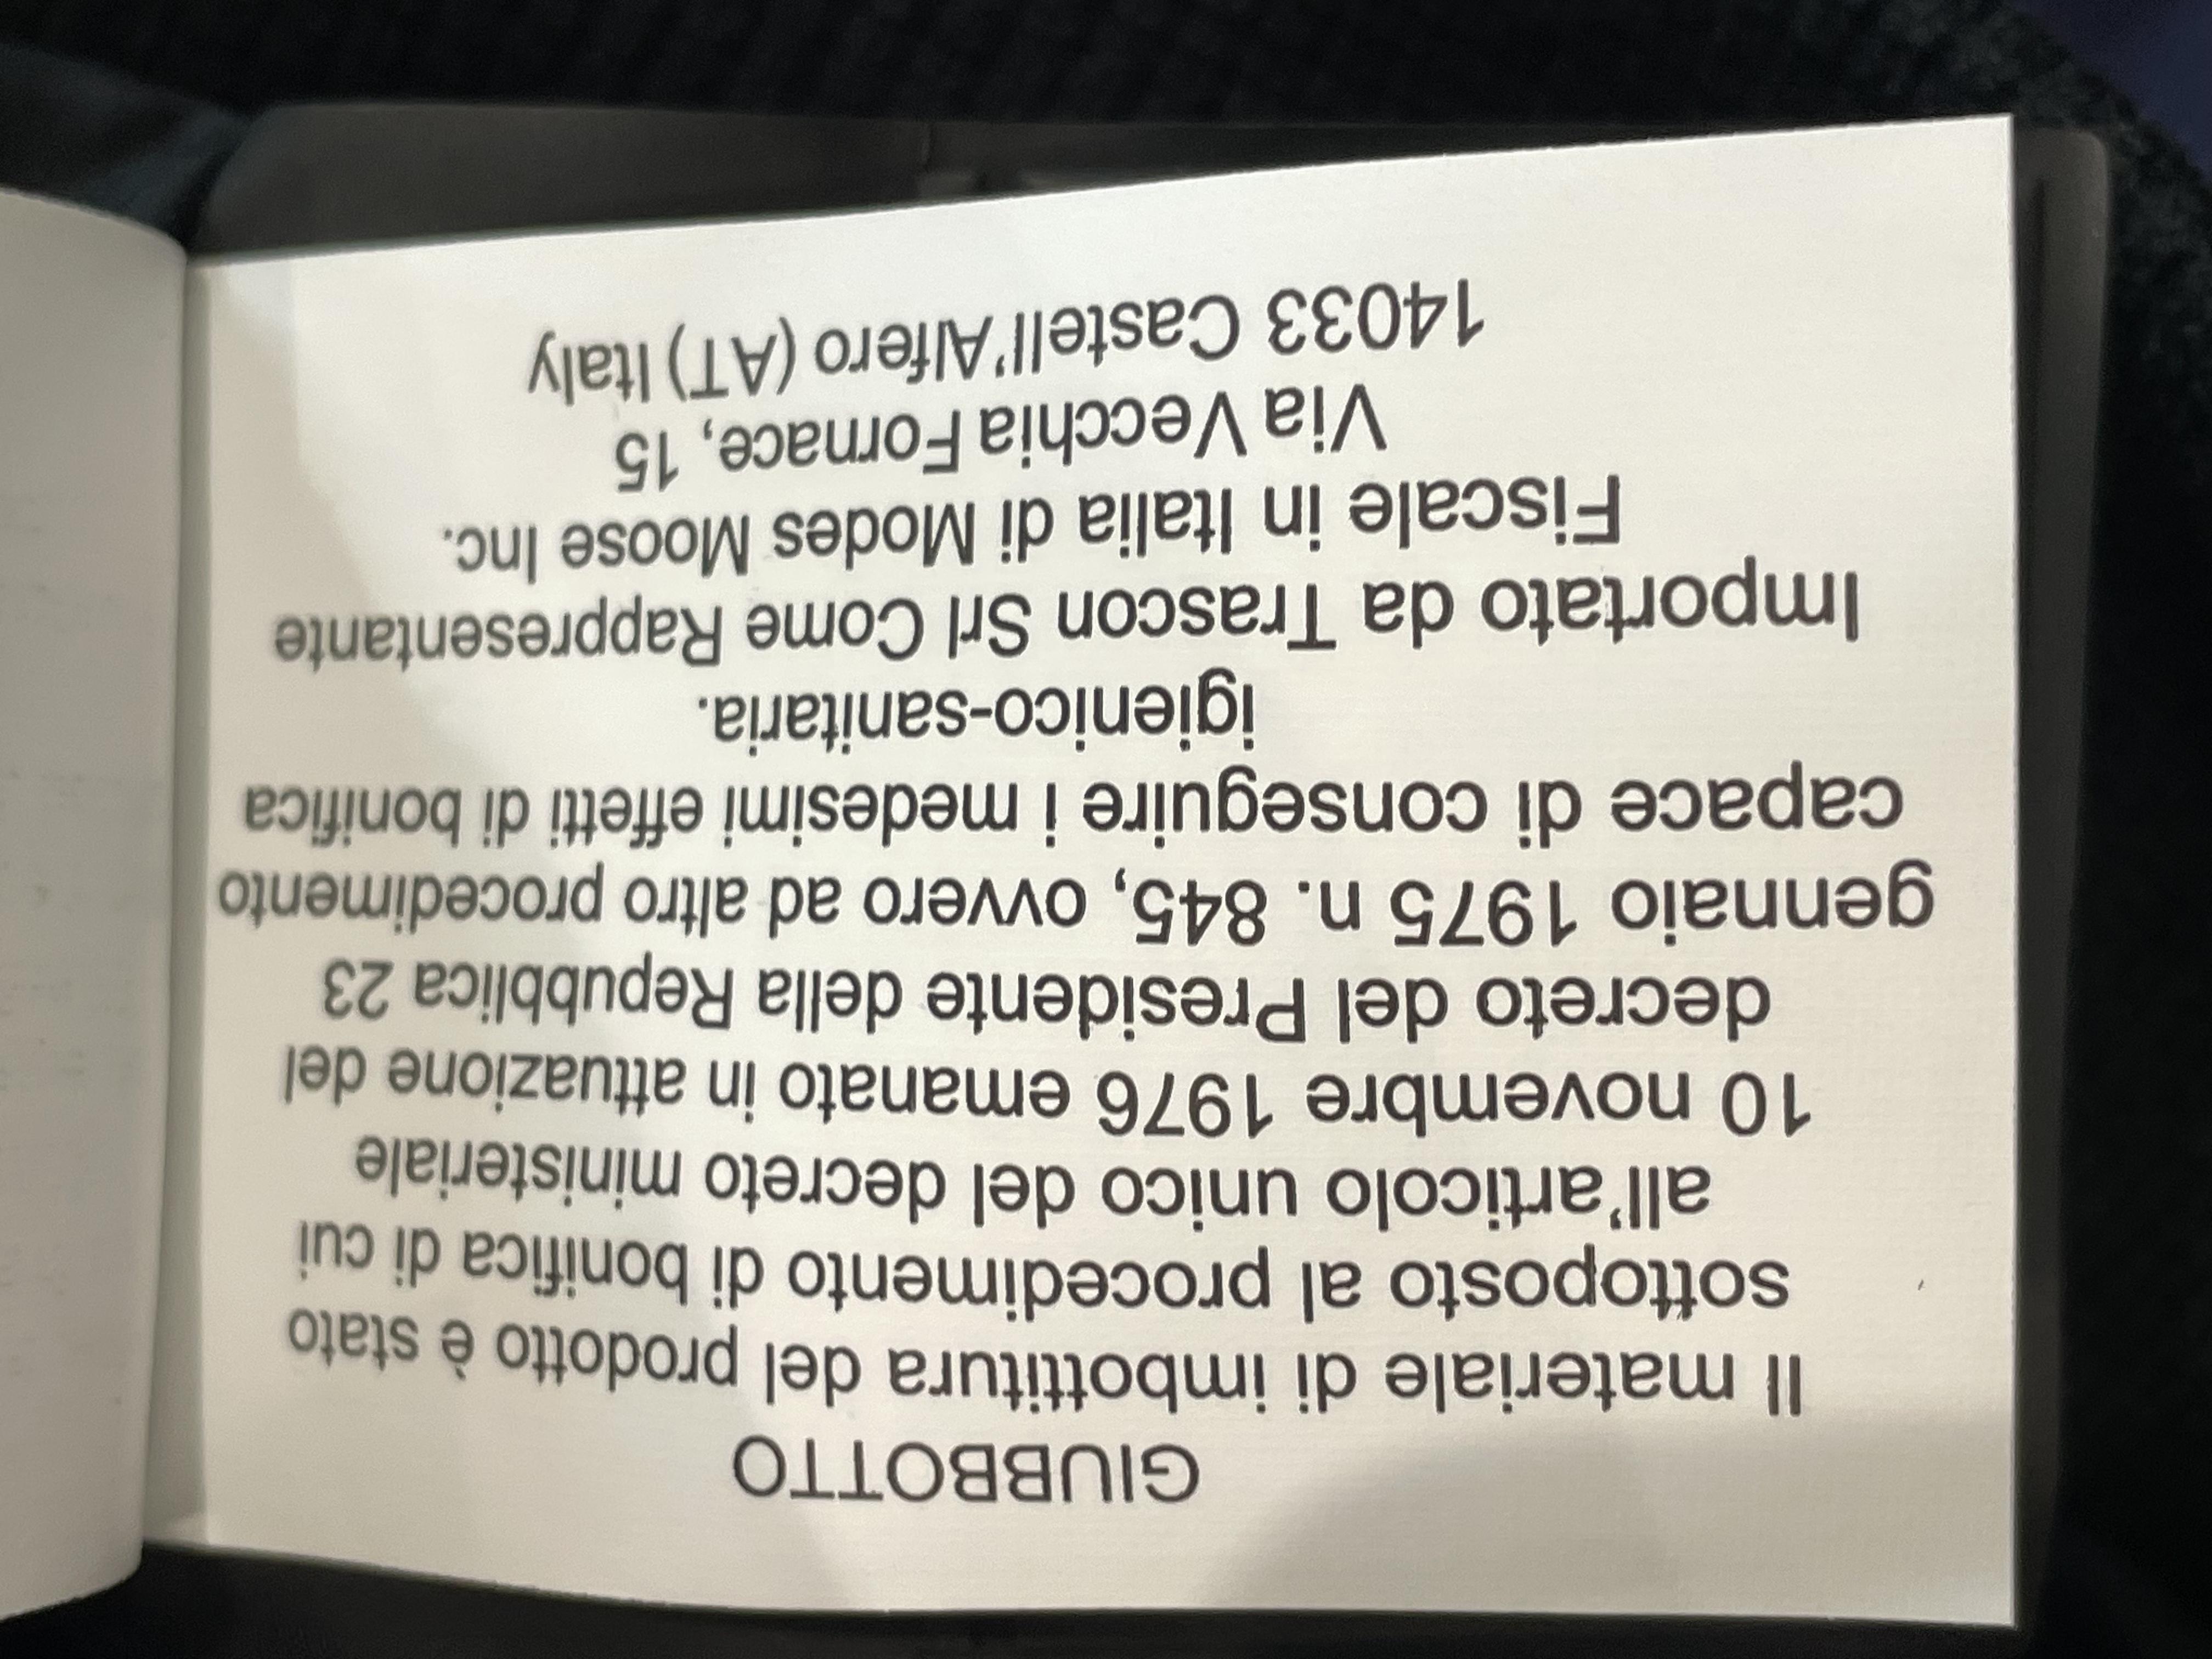 GIUBBOTTO
Il materiale di imbottitura del prodotto è stato
sottoposto al procedimento di bonifica di cui
all'articolo unico del decreto ministeriale
10 novembre 1976 emanato in attuazione del
decreto del Presidente della Repubblica 23
gennaio 1975 n. 845, ovvero ad altro procedimento
capace di conseguire i medesimi effetti di bonifica
igienico-sanitaria.
Importato da Trascon Srl Come Rappresentante
Fiscale in Italia di Modes Moose Inc.
Via Vecchia Fornace, 15
14033 Castell'Alfero (AT) Italy